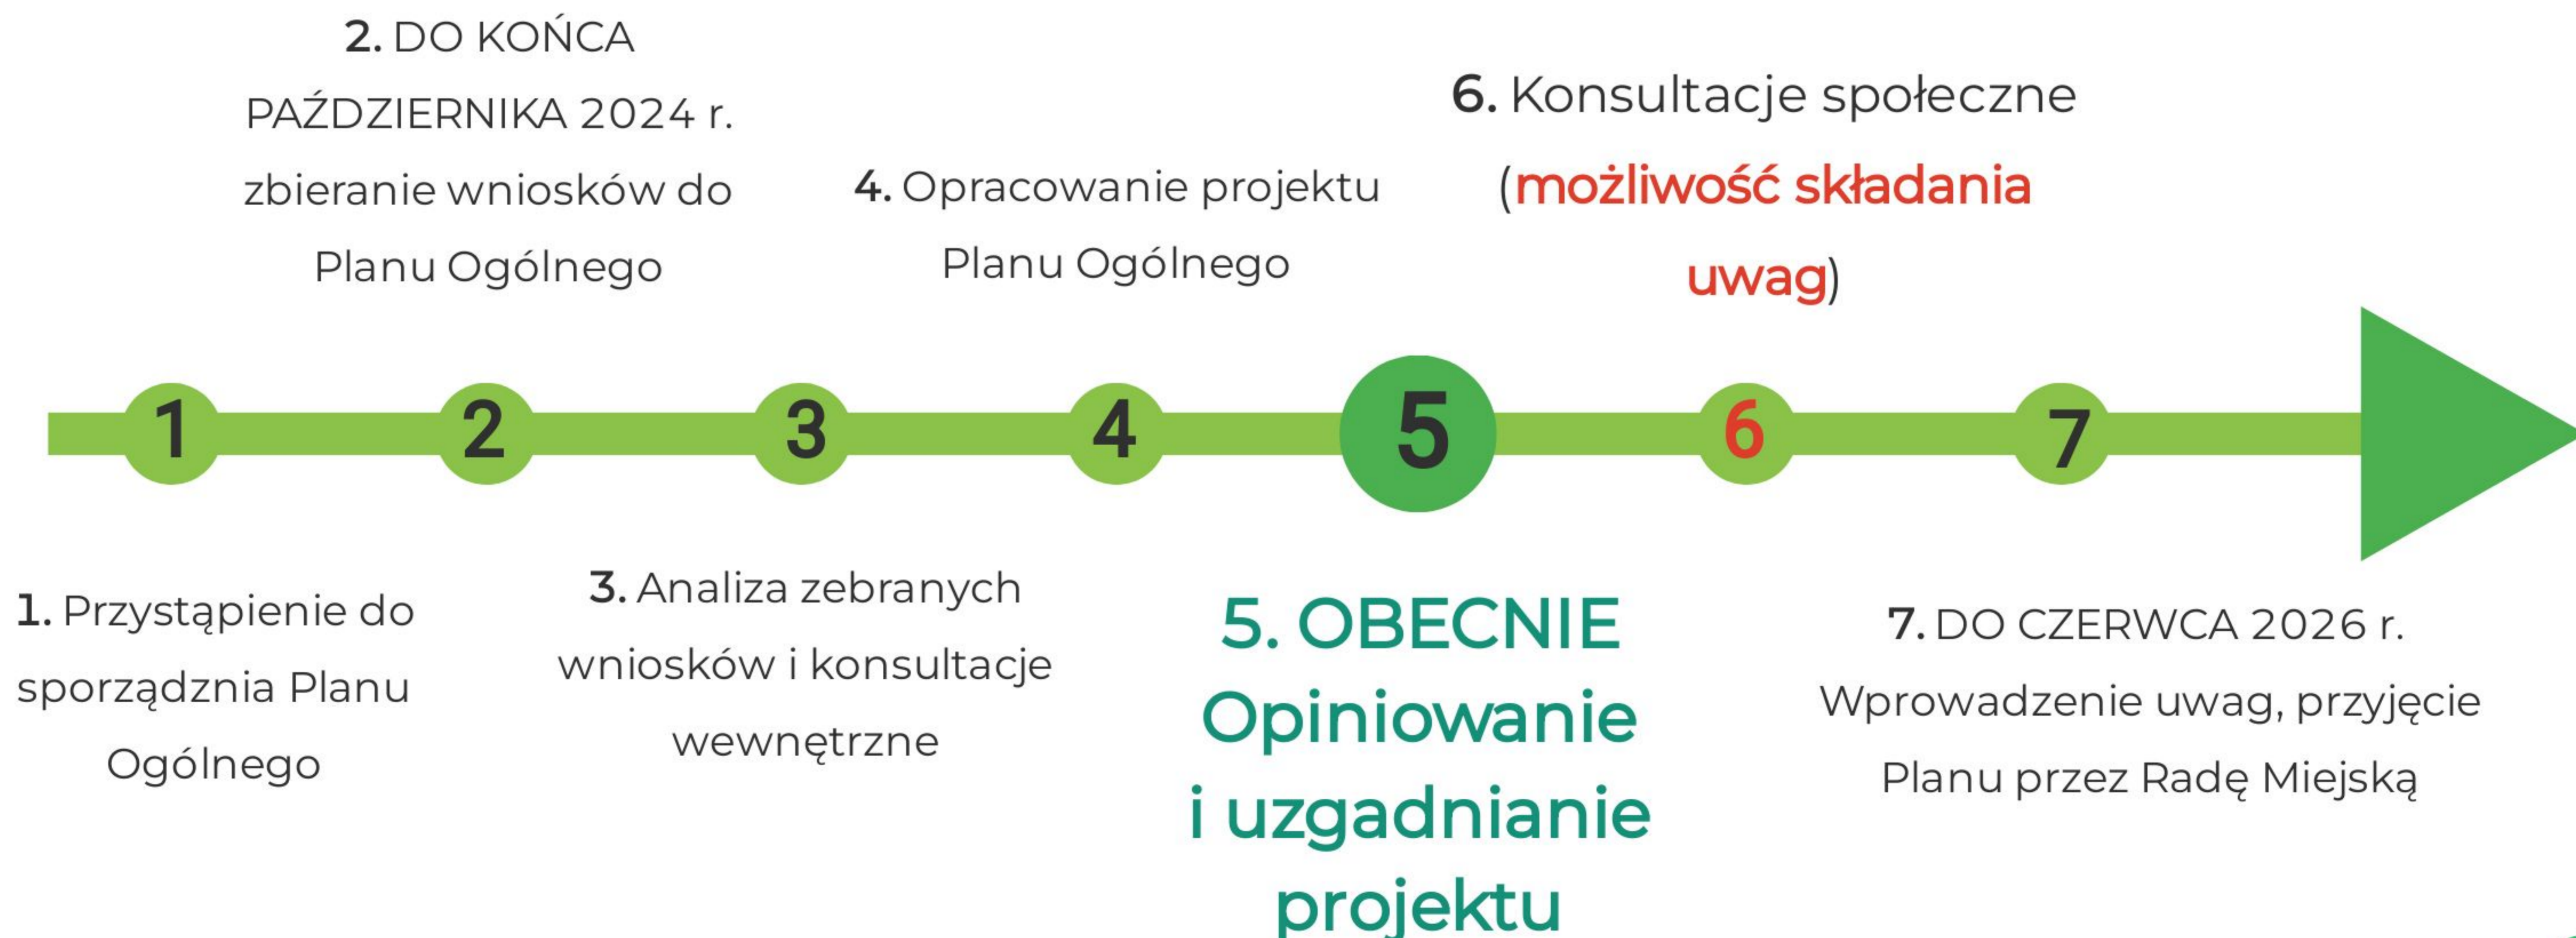 2. DO KOŃCA
PAŹDZIERNIKA 2024 r.
zbieranie wniosków do
Planu Ogólnego
4. Opracowanie projektu
Planu Ogólnego
6. Konsultacje społeczne
(możliwość składania
uwag)
1
2
3
4
5
6
7
1. Przystąpienie do
sporządznia Planu
Ogólnego
3. Analiza zebranych
wniosków i konsultacje
wewnętrzne
5. OBECNIE
Opiniowanie
i uzgadnianie
projektu
7. DO CZERWCA 2026 r.
Wprowadzenie uwag, przyjęcie
Planu przez Radę Miejską